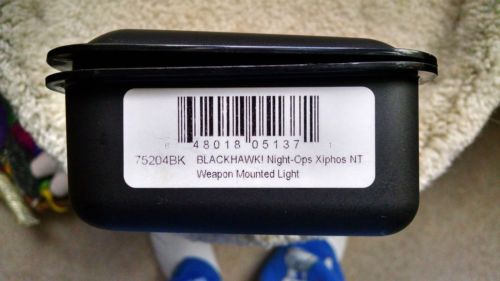 6 48018 05137 1
75204BK BLACKHAWK! Night-Ops Xiphos NT
Weapon Mounted Light